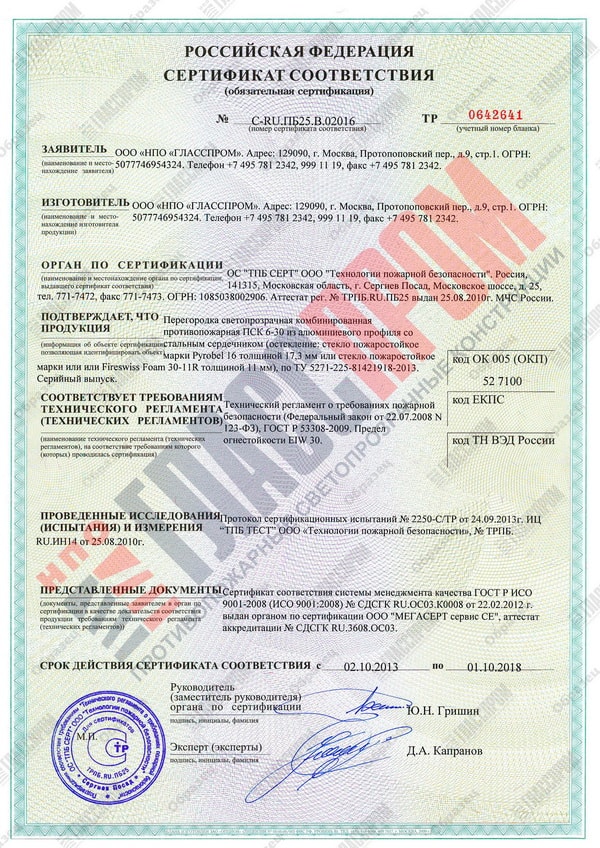 РОССИЙСКАЯ ФЕДЕРАЦИЯ
СЕРТИФИКАТ СООТВЕТСТВИЯ
(обязательная сертификация)
№ C-RU.ПБ25.В.02016 ТР 0642641
(номер сертификата соответствия) (учетный номер бланка)
ЗАЯВИТЕЛЬ ООО «НПО «ГЛАССПРОМ». Адрес: 129090, г. Москва, Протопоповский пер., д.9, стр.1. ОГРН:
(наименование и место-
нахождение заявителя) 5077746954324. Телефон +7 495 781 2342, 999 11 19, факс +7 495 781 2342.
ИЗГОТОВИТЕЛЬ ООО «НПО «ГЛАССПРОМ». Адрес: 129090, г. Москва, Протопоповский пер., д.9, стр.1. ОГРН:
(наименование и место-
нахождение изготовителя
продукции) 5077746954324. Телефон +7 495 781 2342, 999 11 19, факс +7 495 781 2342.
ОРГАН ПО СЕРТИФИКАЦИИ
(наименование и местонахождение органа по сертификации,
выдавшего сертификат соответствия)
ОС "ТПБ СЕРТ" ООО "Технологии пожарной безопасности". Россия,
141315, Московская область, г. Сергиев Посад, Московское шоссе, д. 25,
тел. 771-7472, факс 771-7473. ОГРН: 1085038002906. Аттестат рег. № ТРПБ.RU.ПБ25 выдан 25.08.2010г. МЧС России.
ПОДТВЕРЖДАЕТ, ЧТО
ПРОДУКЦИЯ
(информация об объекте сертификации,
позволяющая идентифицировать объект)
Перегородка светопрозрачная комбинированная
противопожарная ПСК 6-30 из алюминиевого профиля со
стальным сердечником (остекление: стекло пожаростойкое
марки Pyrobel 16 толщиной 17,3 мм или стекло пожаростойкое
марки или или Fireswiss Foam 30-11R толщиной 11 мм), по ТУ 5271-225-81421918-2013.
Серийный выпуск.
код ОК 005 (ОКП)
52 7100
код ЕКПС
код ТН ВЭД России
СООТВЕТСТВУЕТ ТРЕБОВАНИЯМ
ТЕХНИЧЕСКОГО РЕГЛАМЕНТА
(ТЕХНИЧЕСКИХ РЕГЛАМЕНТОВ)
(наименование технического регламента (технических
регламентов), на соответствие требованиям которого
(которых) проводилась сертификация)
Технический регламент о требованиях пожарной
безопасности (Федеральный закон от 22.07.2008 N
123-ФЗ), ГОСТ Р 53308-2009. Предел
огнестойкости EIW 30.
ПРОВЕДЕННЫЕ ИССЛЕДОВАНИЯ
(ИСПЫТАНИЯ) И ИЗМЕРЕНИЯ
Протокол сертификационных испытаний № 2250-С/ТР от 24.09.2013г. ИЦ
"ТПБ ТЕСТ" ООО «Технологии пожарной безопасности», № ТРПБ.
RU.ИН14 от 25.08.2010г.
ПРЕДСТАВЛЕННЫЕ ДОКУМЕНТЫ
(документы, представленные заявителем в орган по
сертификации в качестве доказательств соответствия
продукции требованиям технического регламента
(технических регламентов))
Сертификат соответствия системы менеджмента качества ГОСТ Р ИСО
9001-2008 (ИСО 9001:2008) № СДСГК RU.ОС03.К0008 от 22.02.2012 г.
выдан органом по сертификации ООО "МЕГАСЕРТ сервис СЕ", аттестат
аккредитации № СДСГК RU.3608.ОС03.
СРОК ДЕЙСТВИЯ СЕРТИФИКАТА СООТВЕТСТВИЯ с 02.10.2013 по 01.10.2018
Руководитель
(заместитель руководителя)
органа по сертификации
подпись, инициалы, фамилия
Ю.Н. Гришин
М.П.
Эксперт (эксперты)
подпись, инициалы, фамилия
Д.А. Капранов
Для сертификатов
СТР
ТРПБ.RU.ПБ25
г. Сергиев Посад
НПО ГЛАССПРОМ
ПРОТИВОПОЖАРНЫЕ СВЕТОПРОЗРАЧНЫЕ КОНСТРУКЦИИ
Образец